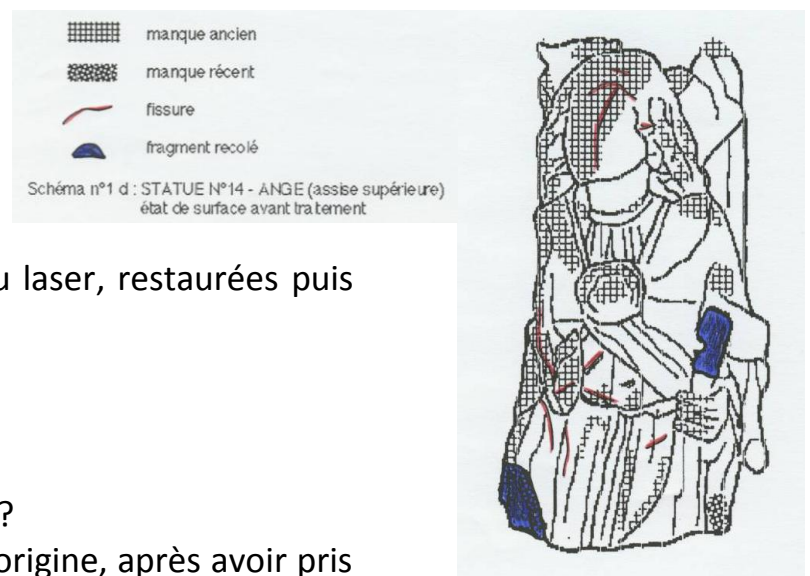 manque ancien
manque récent
fissure
fragment recolé
Schéma n°1 d : STATUE N°14 - ANGE (assise supérieure)
état de surface avant traitement
u laser, restaurées puis
?
origine, après avoir pris